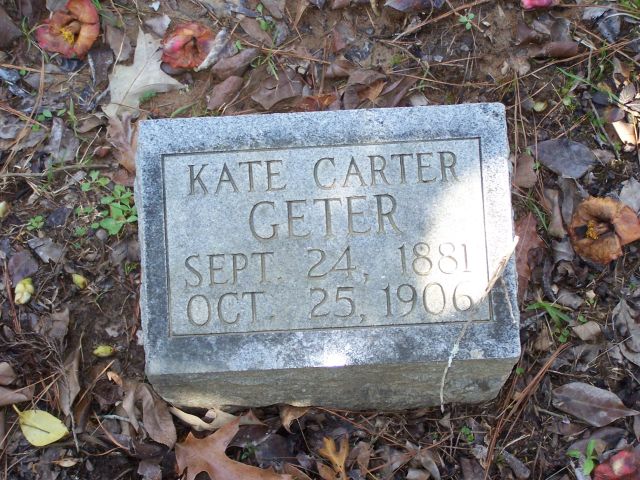 KATE CARTER
GETER
SEPT. 24, 1881
OCT. 25, 1906